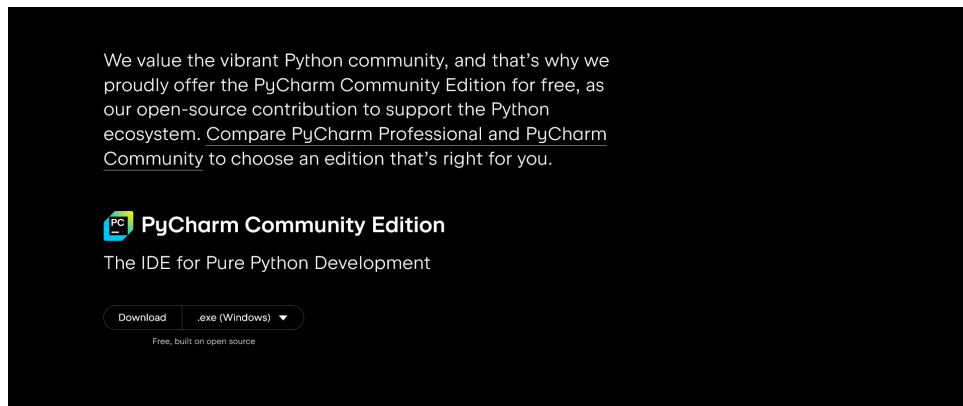 We value the vibrant Python community, and that’s why we
proudly offer the PyCharm Community Edition for free, as
our open-source contribution to support the Python
ecosystem. Compare PyCharm Professional and PyCharm
Community to choose an edition that’s right for you.
PC
PyCharm Community Edition
The IDE for Pure Python Development
Download .exe (Windows)
Free, built on open source